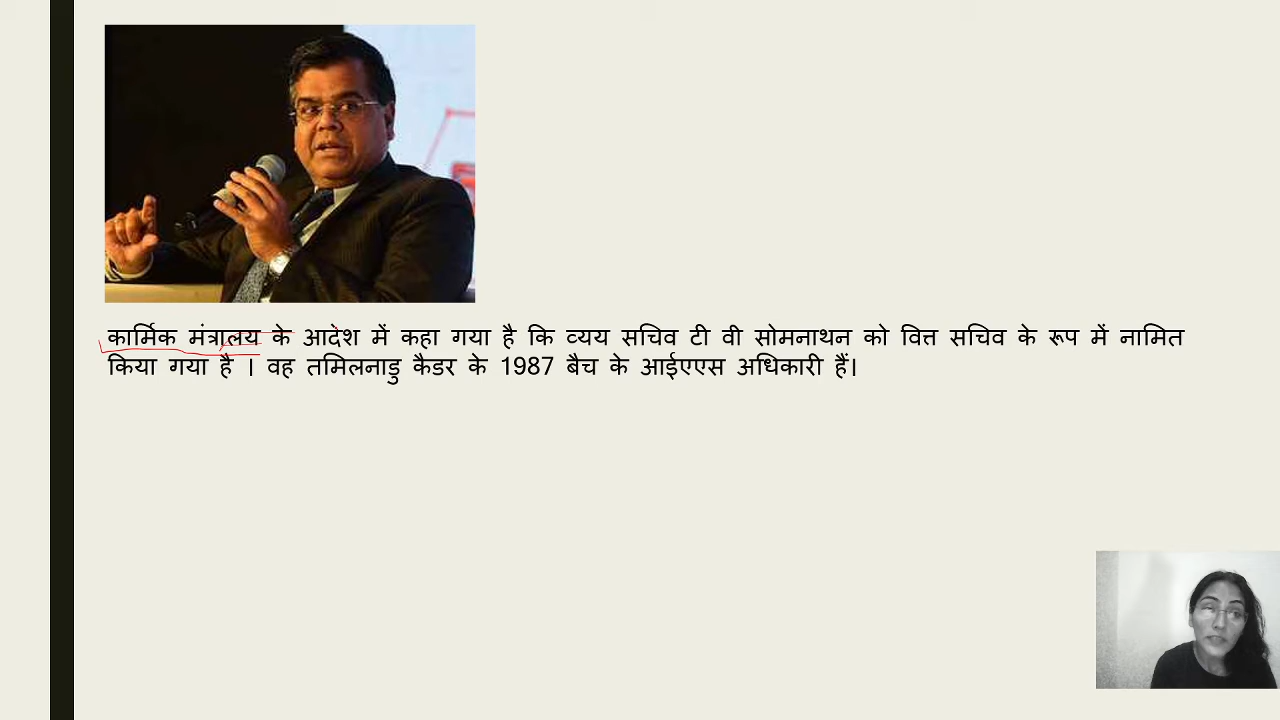 कार्मिक मंत्रालय के आदेश में कहा गया है कि व्यय सचिव टी वी सोमनाथन को वित्त सचिव के रूप में नामित
किया गया है । वह तमिलनाडु कैडर के 1987 बैच के आईएएस अधिकारी हैं।